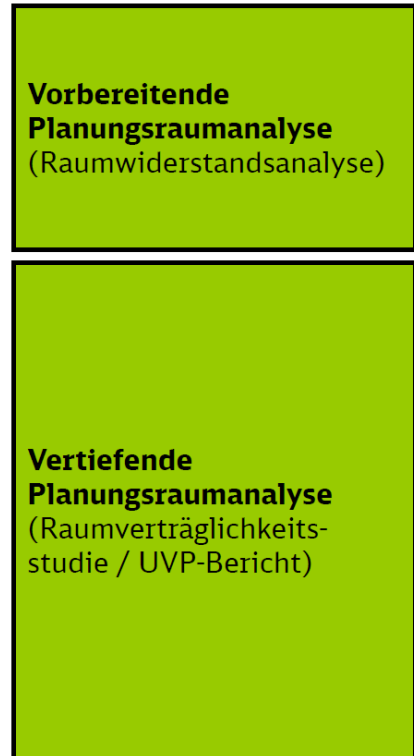 Vorbereitende
Planungsraumanalyse
(Raumwiderstandsanalyse)
Vertiefende
Planungsraumanalyse
(Raumverträglichkeits-
studie / UVP-Bericht)